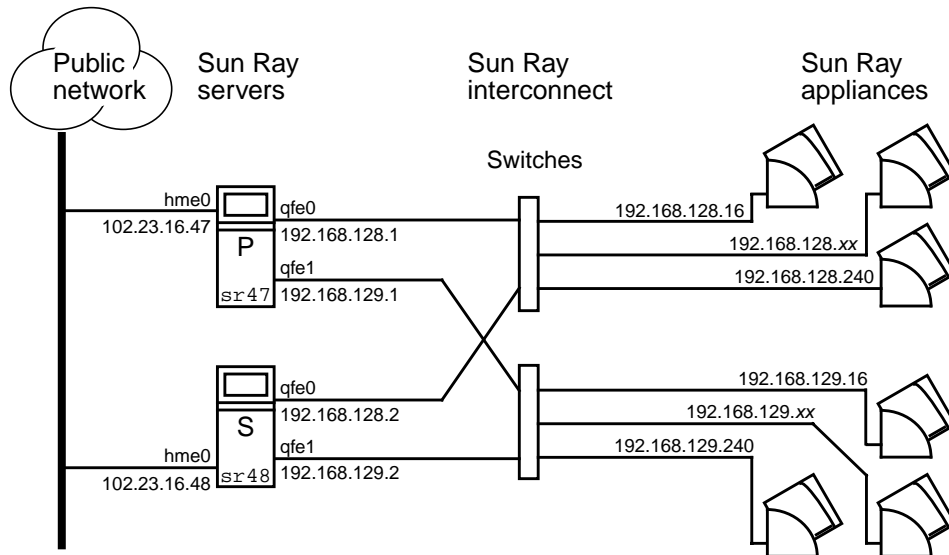 Public
network
Sun Ray
servers
Sun Ray
interconnect
Sun Ray
appliances
Switches
hme0
102.23.16.47
qfe0
192.168.128.1
P
qfe1
192.168.129.1
sr47
192.168.128.16
192.168.128.xx
192.168.128.240
qfe0
192.168.128.2
S
qfe1
192.168.129.2
hme0
102.23.16.48
sr48
192.168.129.16
192.168.129.xx
192.168.129.240